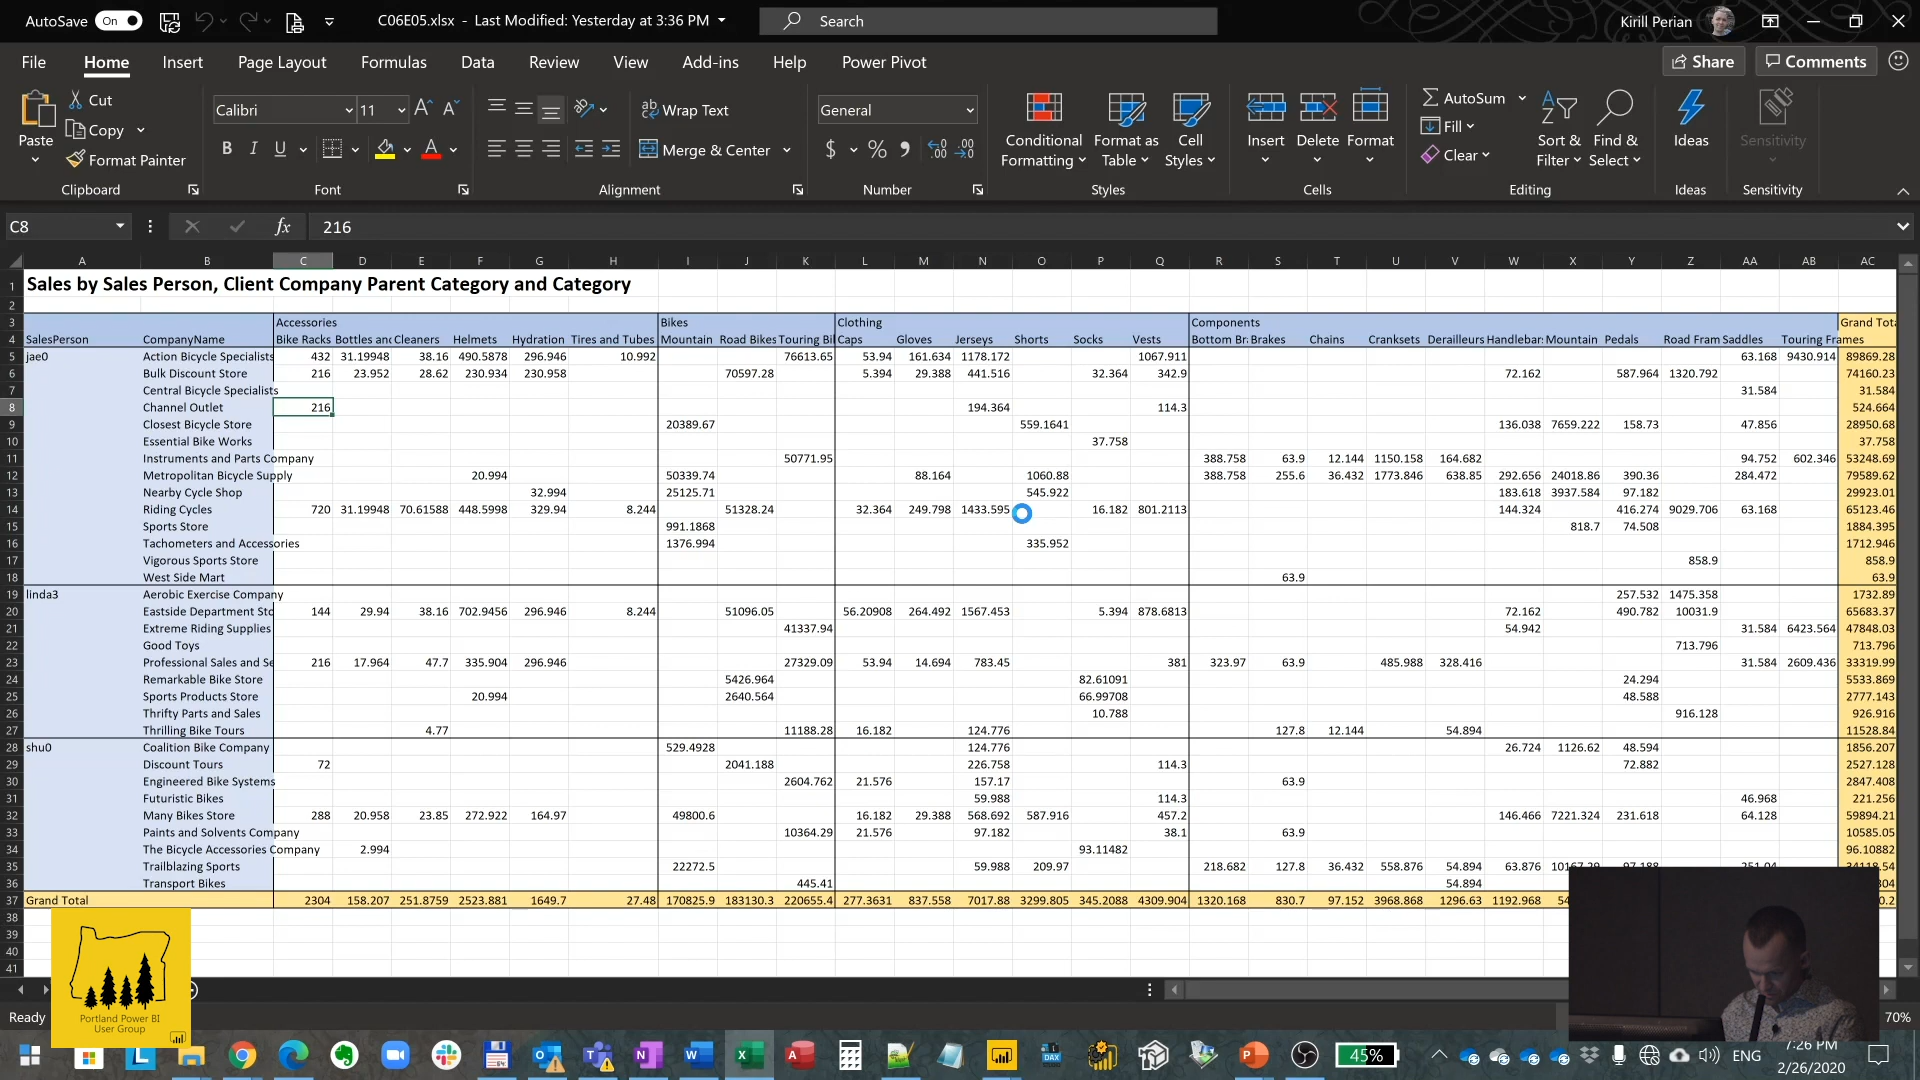 AutoSave On C06E05.xlsx - Last Modified: Yesterday at 3:36 PM Search Kirill Perian
File Home Insert Page Layout Formulas Data Review View Add-ins Help Power Pivot Share Comments
Paste Cut Copy Format Painter Clipboard
Calibri 11 B I U Font
Wrap Text Merge & Center Alignment
General $ % Number
Conditional Formatting Format as Table Cell Styles Styles
Insert Delete Format Cells
AutoSum Fill Clear Sort & Filter Find & Select Editing
Ideas Ideas
Sensitivity Sensitivity
C8 fx 216
A B C D E F G H I J K L M N O P Q R S T U V W X Y Z AA AB AC
1 Sales by Sales Person, Client Company Parent Category and Category
2
3 Accessories Bikes Clothing Components Grand Tota
4 SalesPerson CompanyName Bike Racks Bottles and Cleaners Helmets Hydration Tires and Tubes Mountain Road Bikes Touring Bil Caps Gloves Jerseys Shorts Socks Vests Bottom Br Brakes Chains Cranksets Derailleurs Handlebar Mountain Pedals Road Fram Saddles Touring Frames
5 jae0 Action Bicycle Specialists 432 31.19948 38.16 490.5878 296.946 10.992 76613.65 53.94 161.634 1178.172 1067.911 63.168 9430.914 89869.28
6 Bulk Discount Store 216 23.952 28.62 230.934 230.958 70597.28 5.394 29.388 441.516 32.364 342.9 72.162 587.964 1320.792 74160.23
7 Central Bicycle Specialists 31.584 31.584
8 Channel Outlet 216 194.364 114.3 524.664
9 Closest Bicycle Store 20389.67 559.1641 136.038 7659.222 158.73 47.856 28950.68
10 Essential Bike Works 37.758 37.758
11 Instruments and Parts Company 50771.95 388.758 63.9 12.144 1150.158 164.682 94.752 602.346 53248.69
12 Metropolitan Bicycle Supply 20.994 50339.74 88.164 1060.88 388.758 255.6 36.432 1773.846 638.85 292.656 24018.86 390.36 284.472 79589.62
13 Nearby Cycle Shop 32.994 25125.71 545.922 183.618 3937.584 97.182 29923.01
14 Riding Cycles 720 31.19948 70.61588 448.5998 329.94 8.244 51328.24 32.364 249.798 1433.595 16.182 801.2113 144.324 416.274 9029.706 63.168 65123.46
15 Sports Store 991.1868 818.7 74.508 1884.395
16 Tachometers and Accessories 1376.994 335.952 1712.946
17 Vigorous Sports Store 858.9 858.9
18 West Side Mart 63.9 63.9
19 linda3 Aerobic Exercise Company 257.532 1475.358 1732.89
20 Eastside Department Sto 144 29.94 38.16 702.9456 296.946 8.244 51096.05 56.20908 264.492 1567.453 5.394 878.6813 72.162 490.782 10031.9 65683.37
21 Extreme Riding Supplies 41337.94 54.942 31.584 6423.564 47848.03
22 Good Toys 713.796 713.796
23 Professional Sales and Se 216 17.964 47.7 335.904 296.946 27329.09 53.94 14.694 783.45 381 323.97 63.9 485.988 328.416 31.584 2609.436 33319.99
24 Remarkable Bike Store 5426.964 82.61091 24.294 5533.869
25 Sports Products Store 20.994 2640.564 66.99708 48.588 2777.143
26 Thrifty Parts and Sales 10.788 916.128 926.916
27 Thrilling Bike Tours 4.77 11188.28 16.182 124.776 127.8 12.144 54.894 11528.84
28 shu0 Coalition Bike Company 529.4928 124.776 26.724 1126.62 48.594 1856.207
29 Discount Tours 72 2041.188 226.758 114.3 72.882 2527.128
30 Engineered Bike Systems 2604.762 21.576 157.17 63.9 2847.408
31 Futuristic Bikes 59.988 114.3 46.968 221.256
32 Many Bikes Store 288 20.958 23.85 272.922 164.97 49800.6 16.182 29.388 568.692 587.916 457.2 146.466 7221.324 231.618 64.128 59894.21
33 Paints and Solvents Company 10364.29 21.576 97.182 38.1 63.9 10585.05
34 The Bicycle Accessories Company 2.994 93.11482 96.10882
35 Trailblazing Sports 22272.5 59.988 209.97 218.682 127.8 36.432 558.876 54.894 63.876
36 Transport Bikes 445.41 54.894
37 Grand Total 2304 158.207 251.8759 2523.881 1649.7 27.48 170825.9 183130.3 220655.4 277.3631 837.558 7017.88 3299.805 345.2088 4309.904 1320.168 830.7 97.152 3968.868 1296.63 1192.968
38
39
40
41
Portland Power BI
User Group
Ready 70%
45% ENG 7:26 PM
2/26/2020